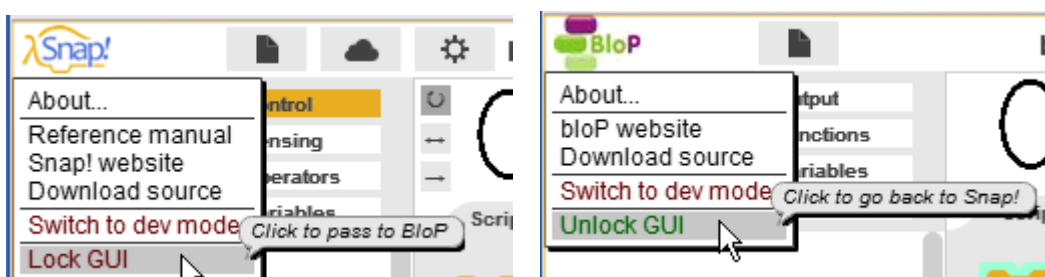 λSnap!
About...
Reference manual
Snap! website
Download source
Switch to dev mode
Lock GUI
Click to pass to BloP
ontrol
ensing
perators
riables
Scrip
BloP
About...
bloP website
Download source
Switch to dev mode
Unlock GUI
Click to go back to Snap!
tput
nctions
riables